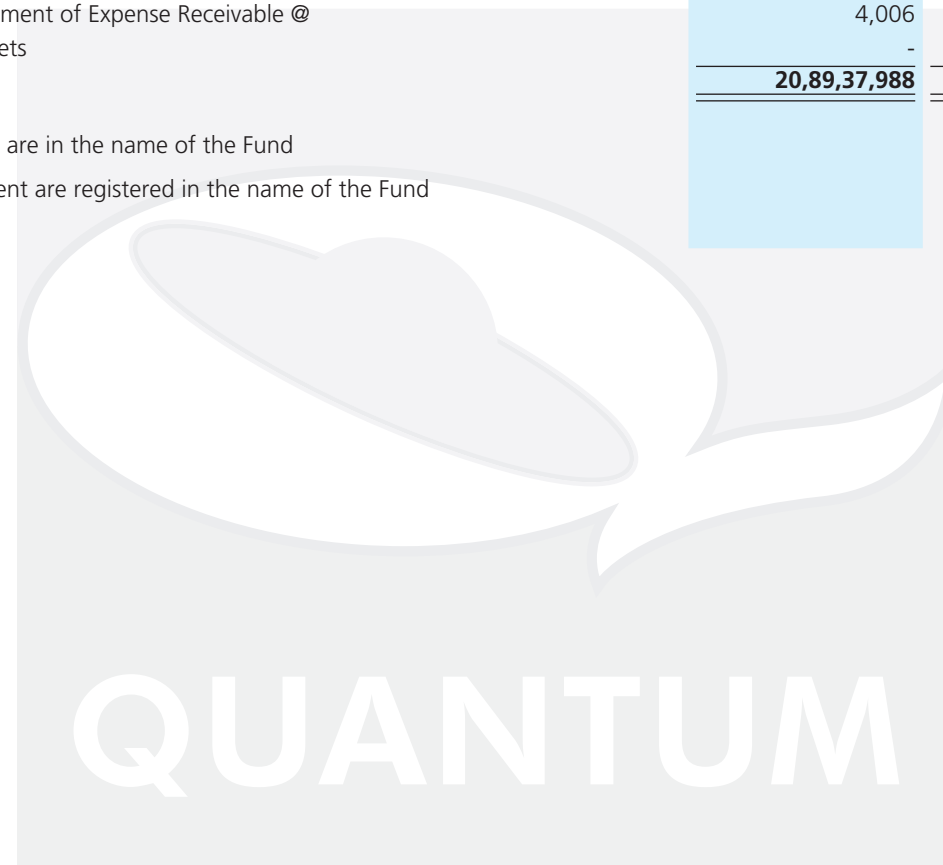 ment of Expense Receivable @ 4,006
ets -
20,89,37,988
are in the name of the Fund
ent are registered in the name of the Fund
QUANTUM